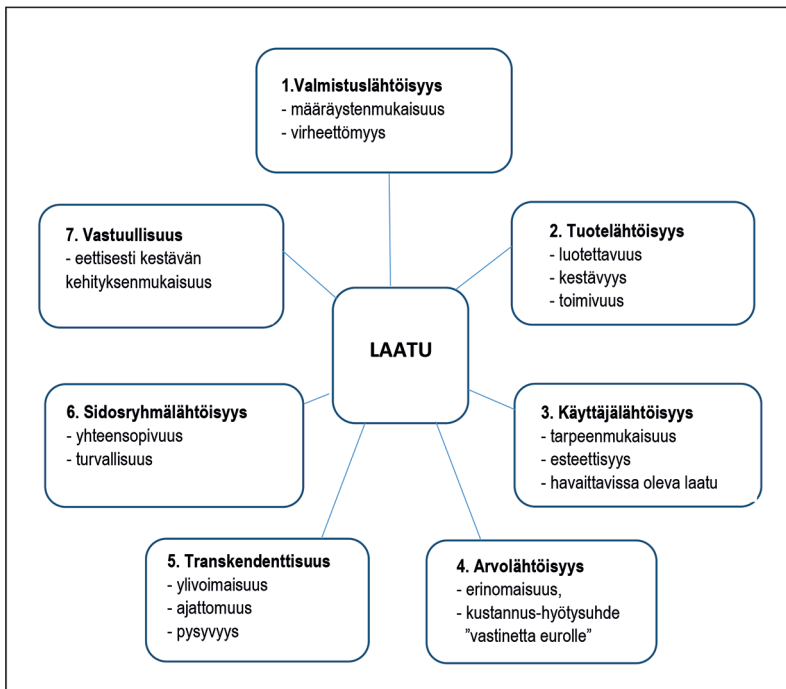 1.Valmistuslähtöisyys
- määräystenmukaisuus
- virheettömyys
2. Tuotelähtöisyys
- luotettavuus
- kestävyys
- toimivuus
3. Käyttäjälähtöisyys
- tarpeenmukaisuus
- esteettisyys
- havaittavissa oleva laatu
4. Arvolähtöisyys
- erinomaisuus,
- kustannus-hyötysuhde
”vastinetta eurolle”
5. Transkendenttisuus
- ylivoimaisuus
- ajattomuus
- pysyvyys
6. Sidosryhmälähtöisyys
- yhteensopivuus
- turvallisuus
7. Vastuullisuus
- eettisesti kestävän
kehityksenmukaisuus
LAATU